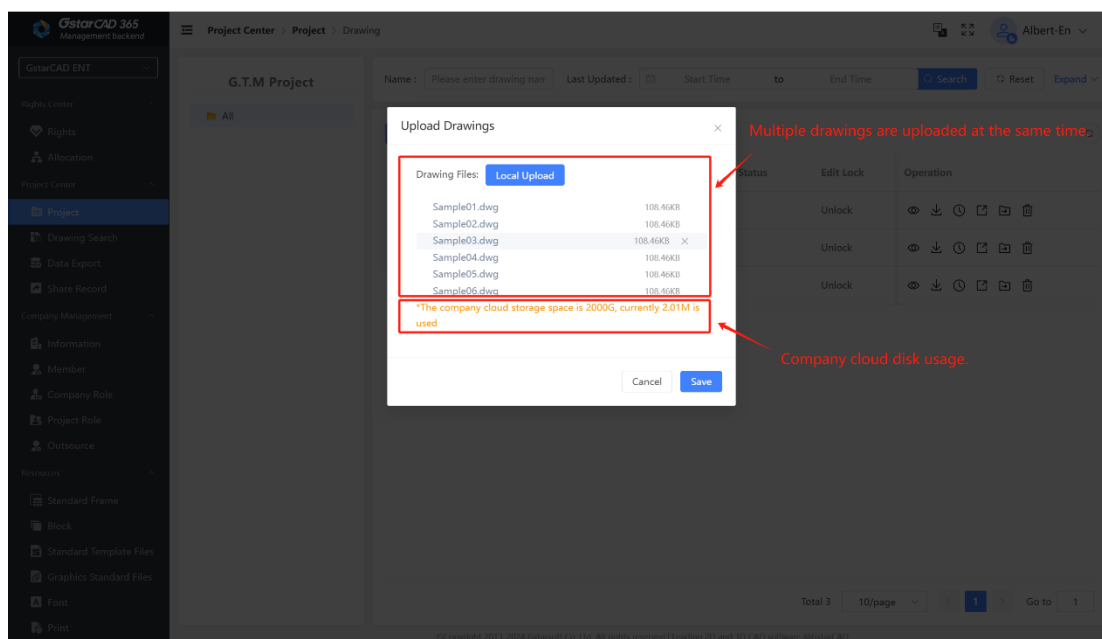 GstarCAD 365
Management backend
Project Center > Project > Drawing
Albert-En
GstarCAD ENT
Rights Center
Rights
Allocation
Project Center
Project
Drawing Search
Data Export
Share Record
Company Management
Information
Member
Company Role
Project Role
Outsource
Resources
Standard Frame
Block
Standard Template Files
Graphics Standard Files
Font
Print
G.T.M Project
All
Name : Please enter drawing nam Last Updated : Start Time to End Time Search Reset Expand
Upload Drawings
Multiple drawings are uploaded at the same time.
Drawing Files: Local Upload
Sample01.dwg 108.46KB
Sample02.dwg 108.46KB
Sample03.dwg 108.46KB
Sample04.dwg 108.46KB
Sample05.dwg 108.46KB
Sample06.dwg 108.46KB
*The company cloud storage space is 2000G, currently 2.01M is
used
Company cloud disk usage.
Cancel Save
Status Edit Lock Operation
Unlock
Unlock
Unlock
Total 3 10/page 1 Go to 1